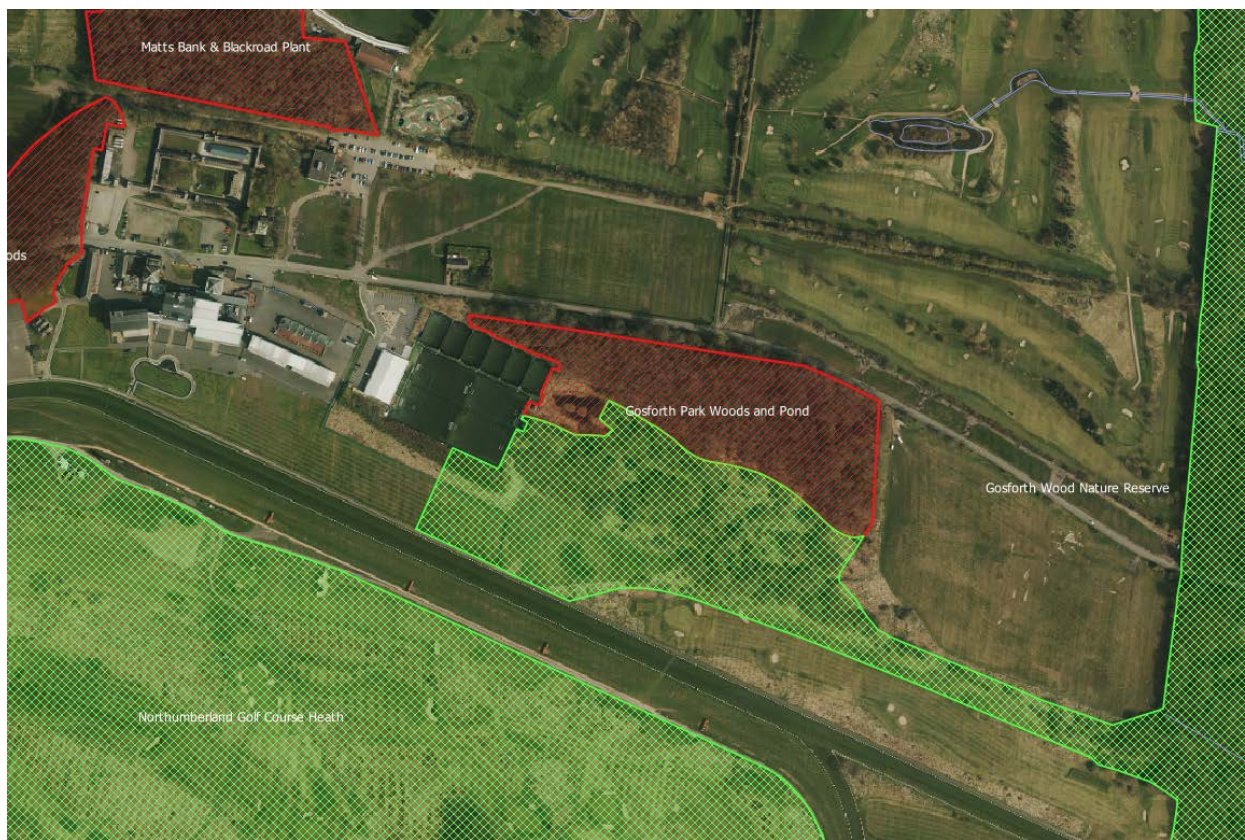 Matts Bank & Blackroad Plant
ods
Gosforth Park Woods and Pond
Gosforth Wood Nature Reserve
Northumberland Golf Course Heath